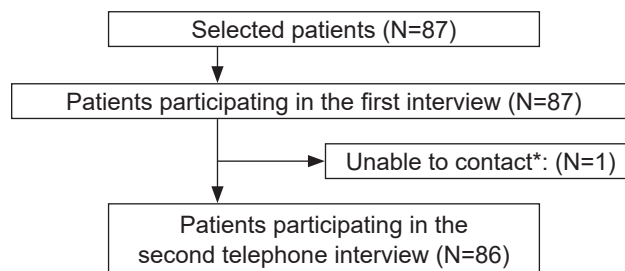 Selected patients (N=87)
Patients participating in the first interview (N=87)
Unable to contact*: (N=1)
Patients participating in the
second telephone interview (N=86)